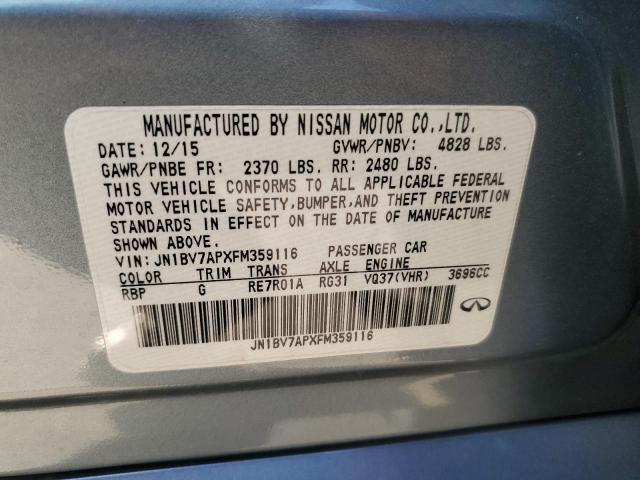 MANUFACTURED BY NISSAN MOTOR CO.,LTD.
DATE: 12/15 GVWR/PNBV: 4828 LBS.
GAWR/PNBE FR: 2370 LBS. RR: 2480 LBS.
THIS VEHICLE CONFORMS TO ALL APPLICABLE FEDERAL
MOTOR VEHICLE SAFETY, BUMPER, AND THEFT PREVENTION
STANDARDS IN EFFECT ON THE DATE OF MANUFACTURE
SHOWN ABOVE.
VIN: JN1BV7APXFM359116 PASSENGER CAR
COLOR TRIM TRANS AXLE ENGINE
RBP G RE7R01A RG31 VQ37(VHR) 3696CC
JN1BV7APXFM359116